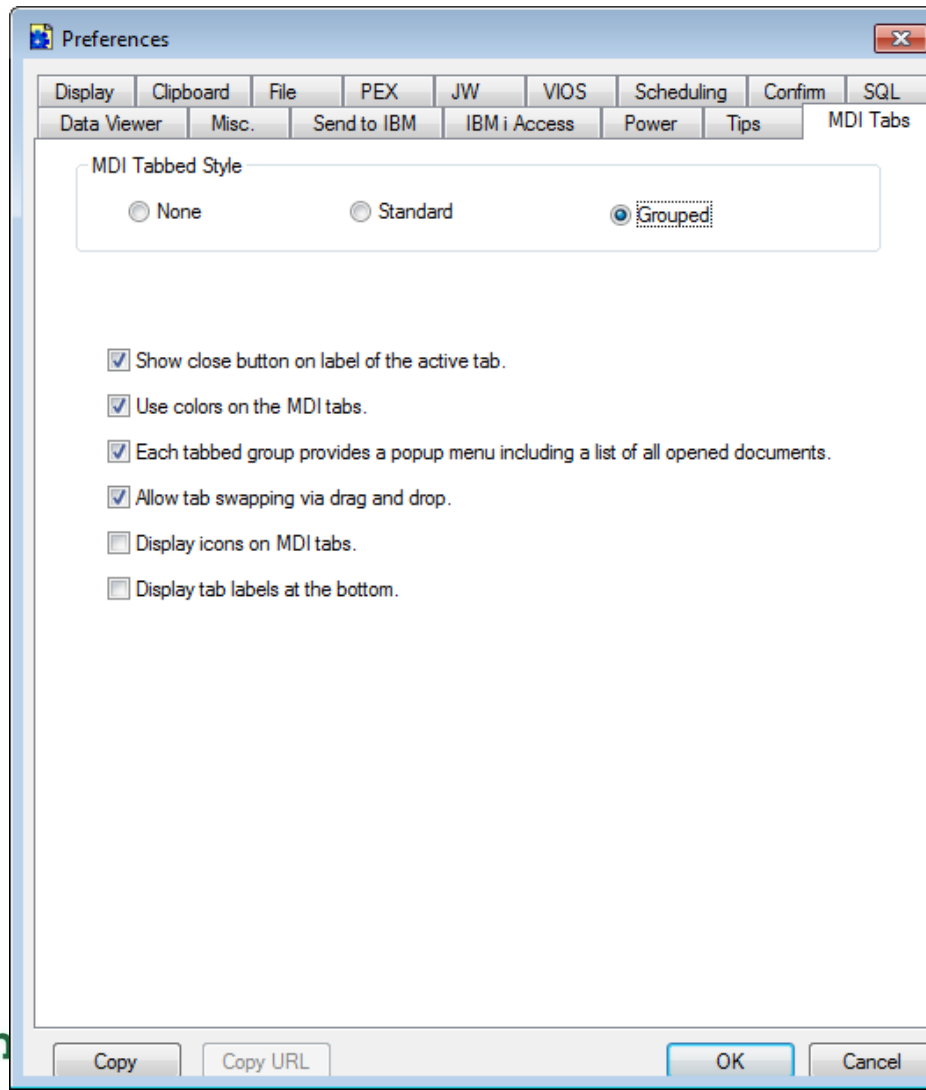 Preferences
Display Clipboard File PEX JW VIOS Scheduling Confirm SQL
Data Viewer Misc. Send to IBM IBM i Access Power Tips MDI Tabs
MDI Tabbed Style
None Standard Grouped
Show close button on label of the active tab.
Use colors on the MDI tabs.
Each tabbed group provides a popup menu including a list of all opened documents.
Allow tab swapping via drag and drop.
Display icons on MDI tabs.
Display tab labels at the bottom.
Copy Copy URL OK Cancel